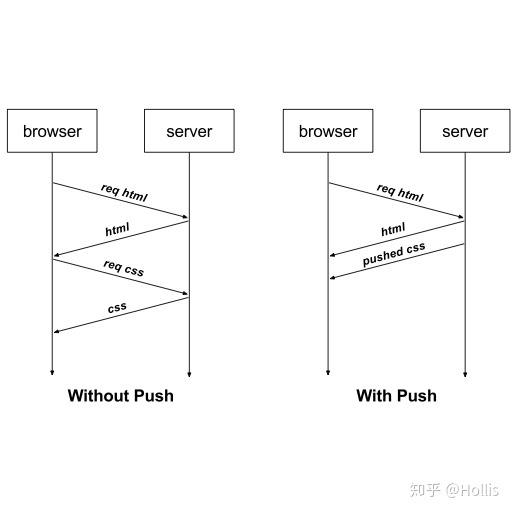 browser
server
req html
html
req css
css
Without Push
browser
server
req html
html
pushed css
With Push
知乎 @Hollis